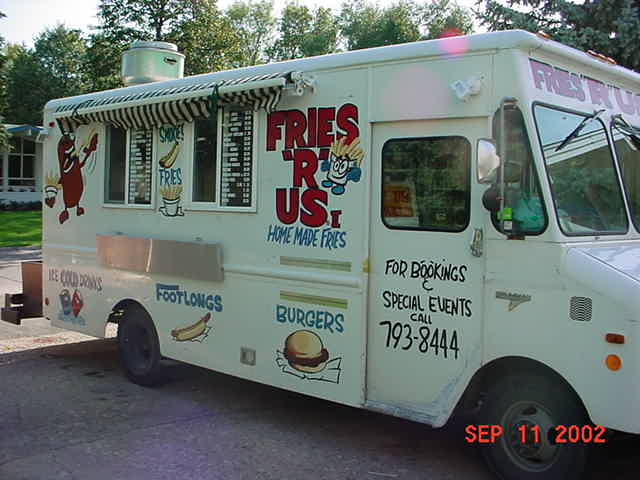 FRIES 'R' US
SMOKIE
FRIES
FRIES
'R'
US I
HOME MADE FRIES
ICE COLD DRINKS
FOOTLONGS
BURGERS
FOR BOOKINGS
&
SPECIAL EVENTS
CALL
793-8444
SEP 11 2002